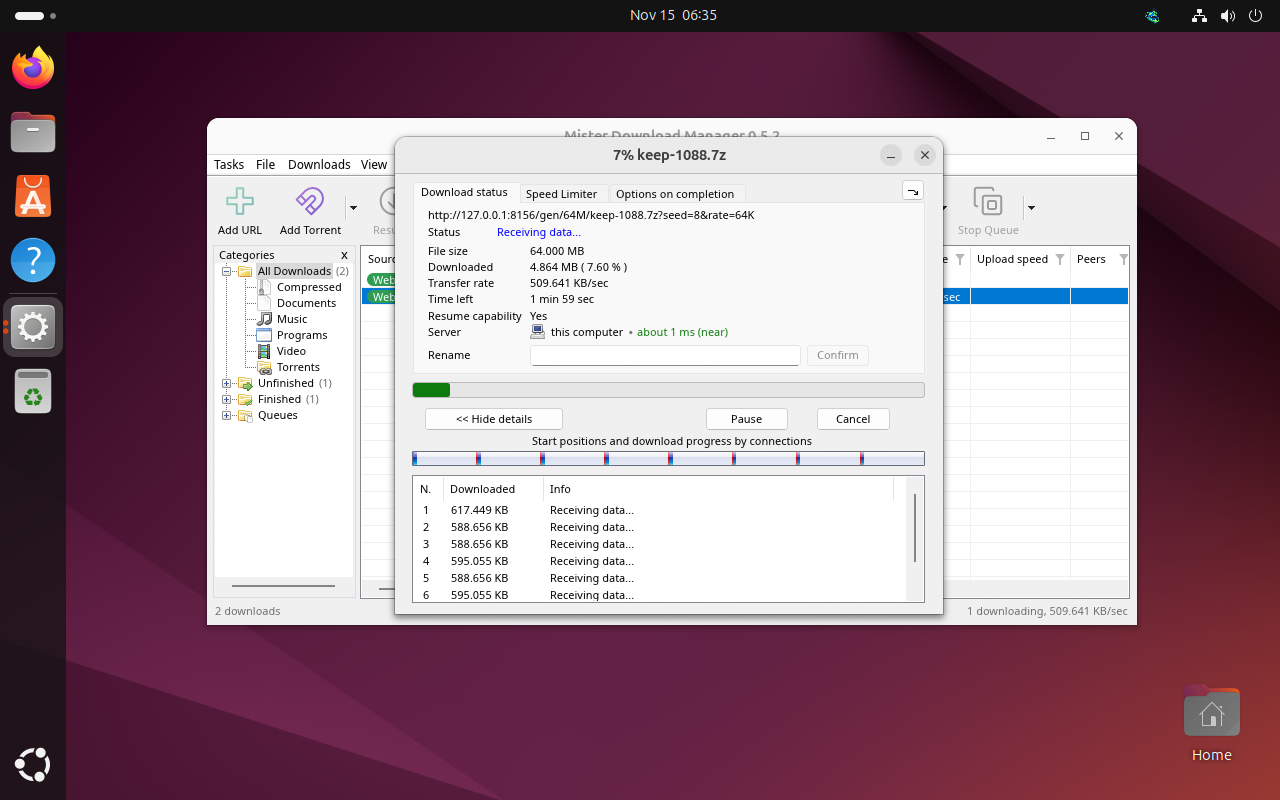 Nov 15 06:35
Mister Download Manager 0.5.2
Tasks File Downloads View
Add URL
Add Torrent
Stop Queue
Categories X
All Downloads (2)
Compressed
Documents
Music
Programs
Video
Torrents
Unfinished (1)
Finished (1)
Queues
Web
Web
Upload speed
Peers
2 downloads
1 downloading, 509.641 KB/sec
7% keep-1088.7z
Download status
Speed Limiter
Options on completion
http://127.0.0.1:8156/gen/64M/keep-1088.7z?seed=8&rate=64K
Status Receiving data...
File size 64.000 MB
Downloaded 4.864 MB ( 7.60 % )
Transfer rate 509.641 KB/sec
Time left 1 min 59 sec
Resume capability Yes
Server this computer • about 1 ms (near)
Rename Confirm
<< Hide details Pause Cancel
Start positions and download progress by connections
N. Downloaded Info
1 617.449 KB Receiving data...
2 588.656 KB Receiving data...
3 588.656 KB Receiving data...
4 595.055 KB Receiving data...
5 588.656 KB Receiving data...
6 595.055 KB Receiving data...
Home